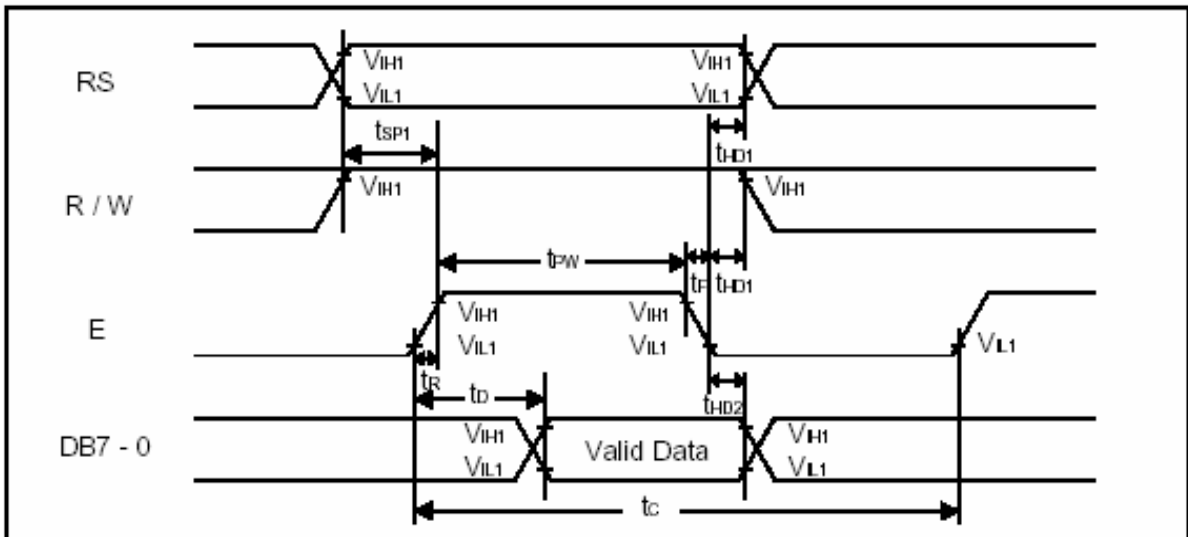 RS
VIH1 VIH1
VIL1 VIL1
tSP1
tHD1
R / W
VIH1 VIH1
tPW
tF tHD1
E
VIH1 VIH1
VIL1 VIL1 VIL1
tR
tD
tHD2
DB7 - 0
VIH1 VIH1
Valid Data
VIL1 VIL1
tC